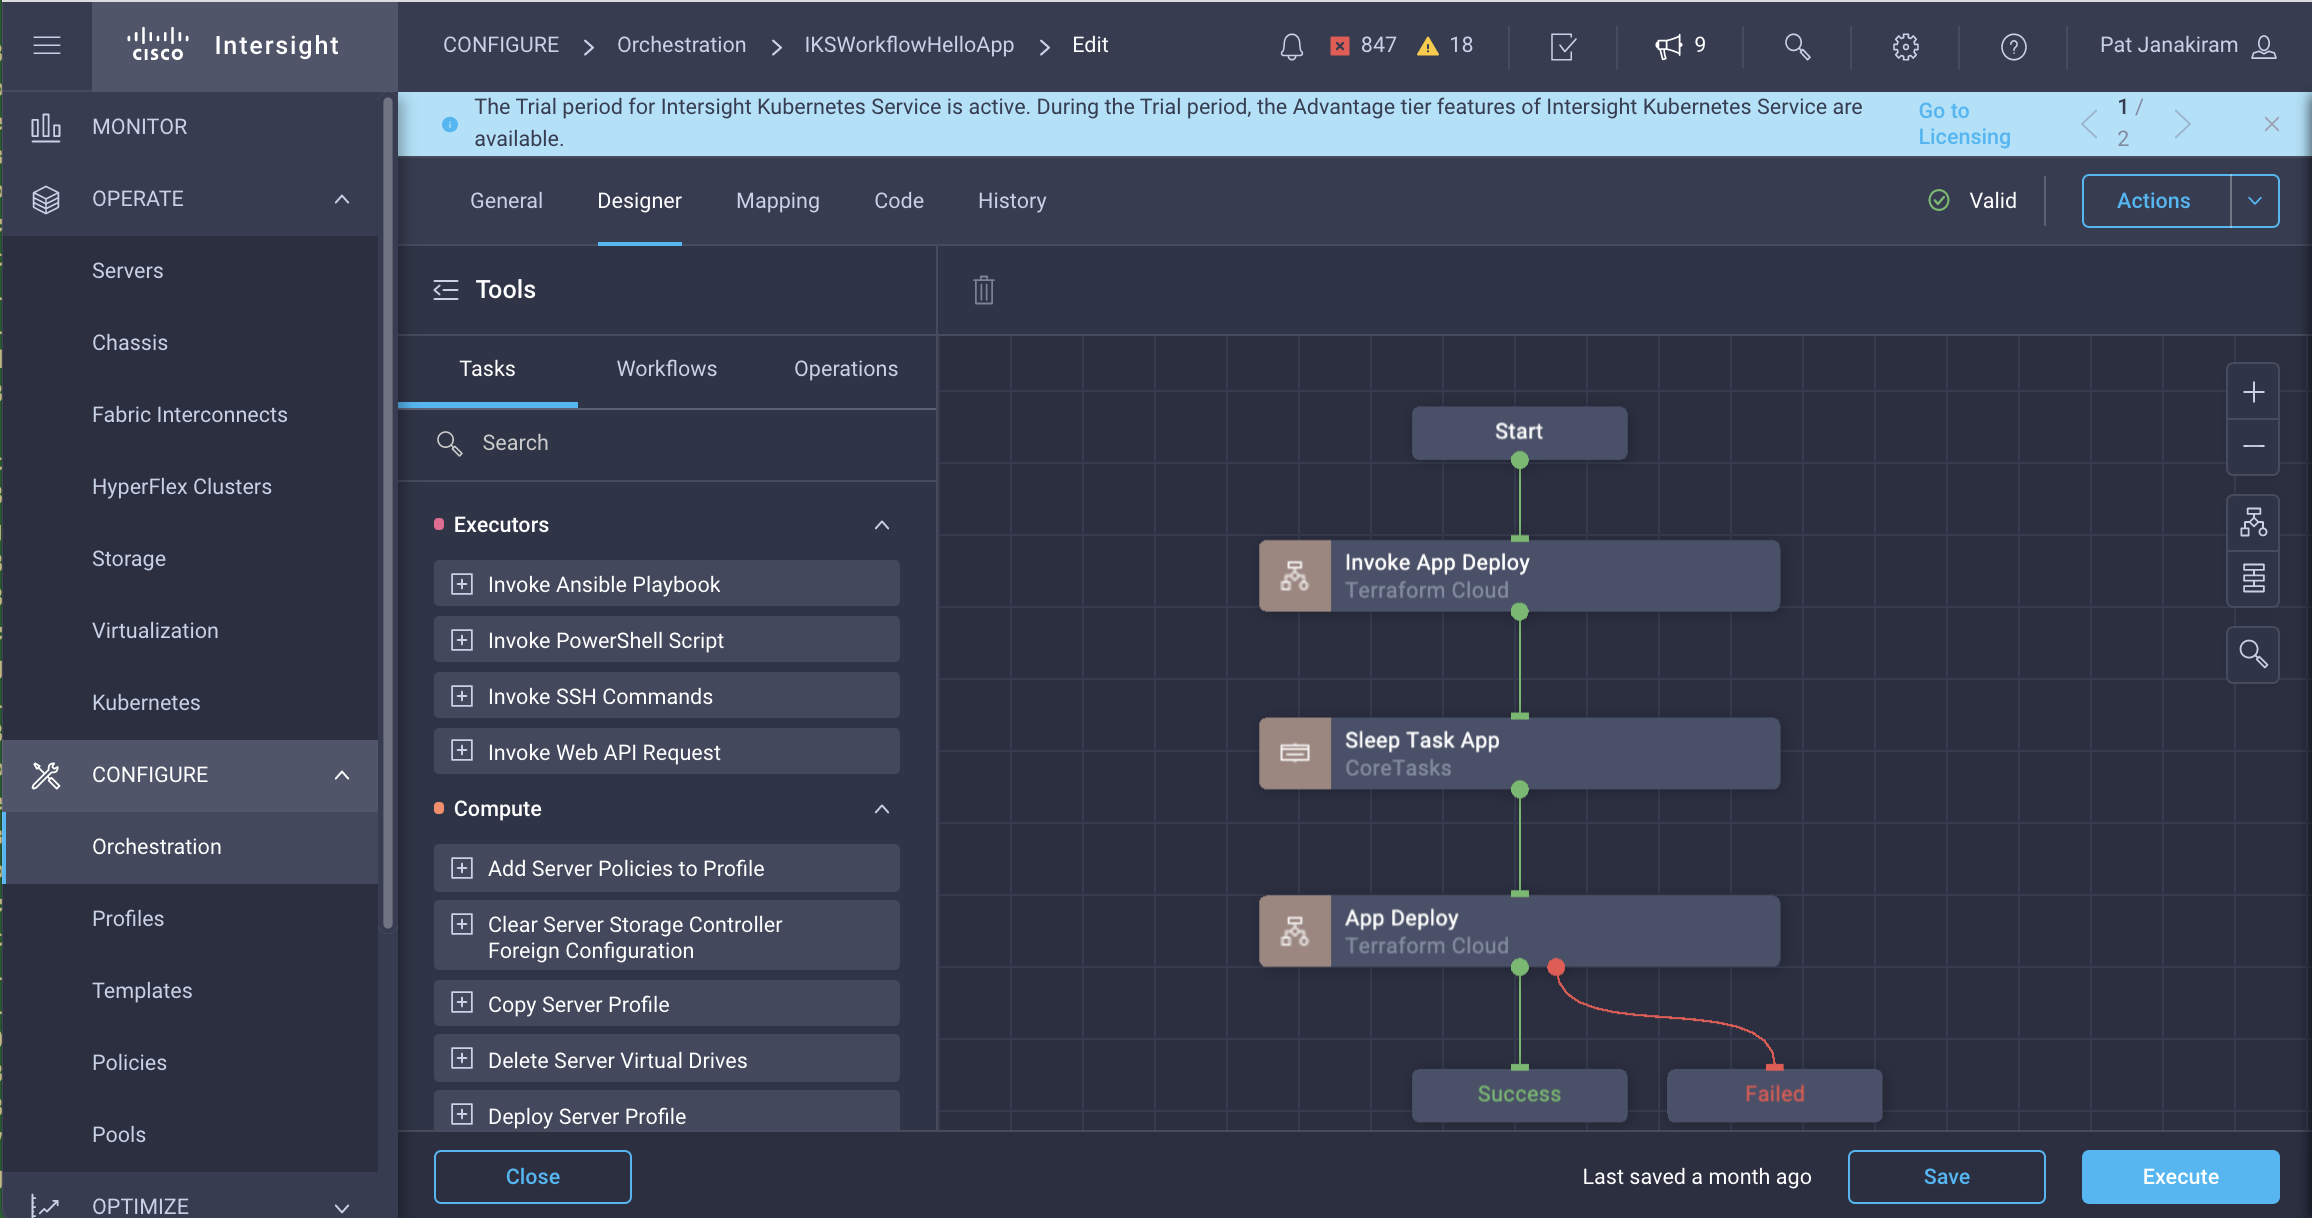 CISCO Intersight
CONFIGURE > Orchestration > IKSWorkflowHelloApp > Edit
847 18 9 Pat Janakiram
The Trial period for Intersight Kubernetes Service is active. During the Trial period, the Advantage tier features of Intersight Kubernetes Service are
available.
Go to
Licensing
1 /
2
MONITOR
OPERATE
Servers
Chassis
Fabric Interconnects
HyperFlex Clusters
Storage
Virtualization
Kubernetes
CONFIGURE
Orchestration
Profiles
Templates
Policies
Pools
OPTIMIZE
General Designer Mapping Code History
Valid
Actions
Tools
Tasks Workflows Operations
Search
Executors
Invoke Ansible Playbook
Invoke PowerShell Script
Invoke SSH Commands
Invoke Web API Request
Compute
Add Server Policies to Profile
Clear Server Storage Controller
Foreign Configuration
Copy Server Profile
Delete Server Virtual Drives
Deploy Server Profile
Start
Invoke App Deploy
Terraform Cloud
Sleep Task App
CoreTasks
App Deploy
Terraform Cloud
Success
Failed
Close
Last saved a month ago
Save
Execute